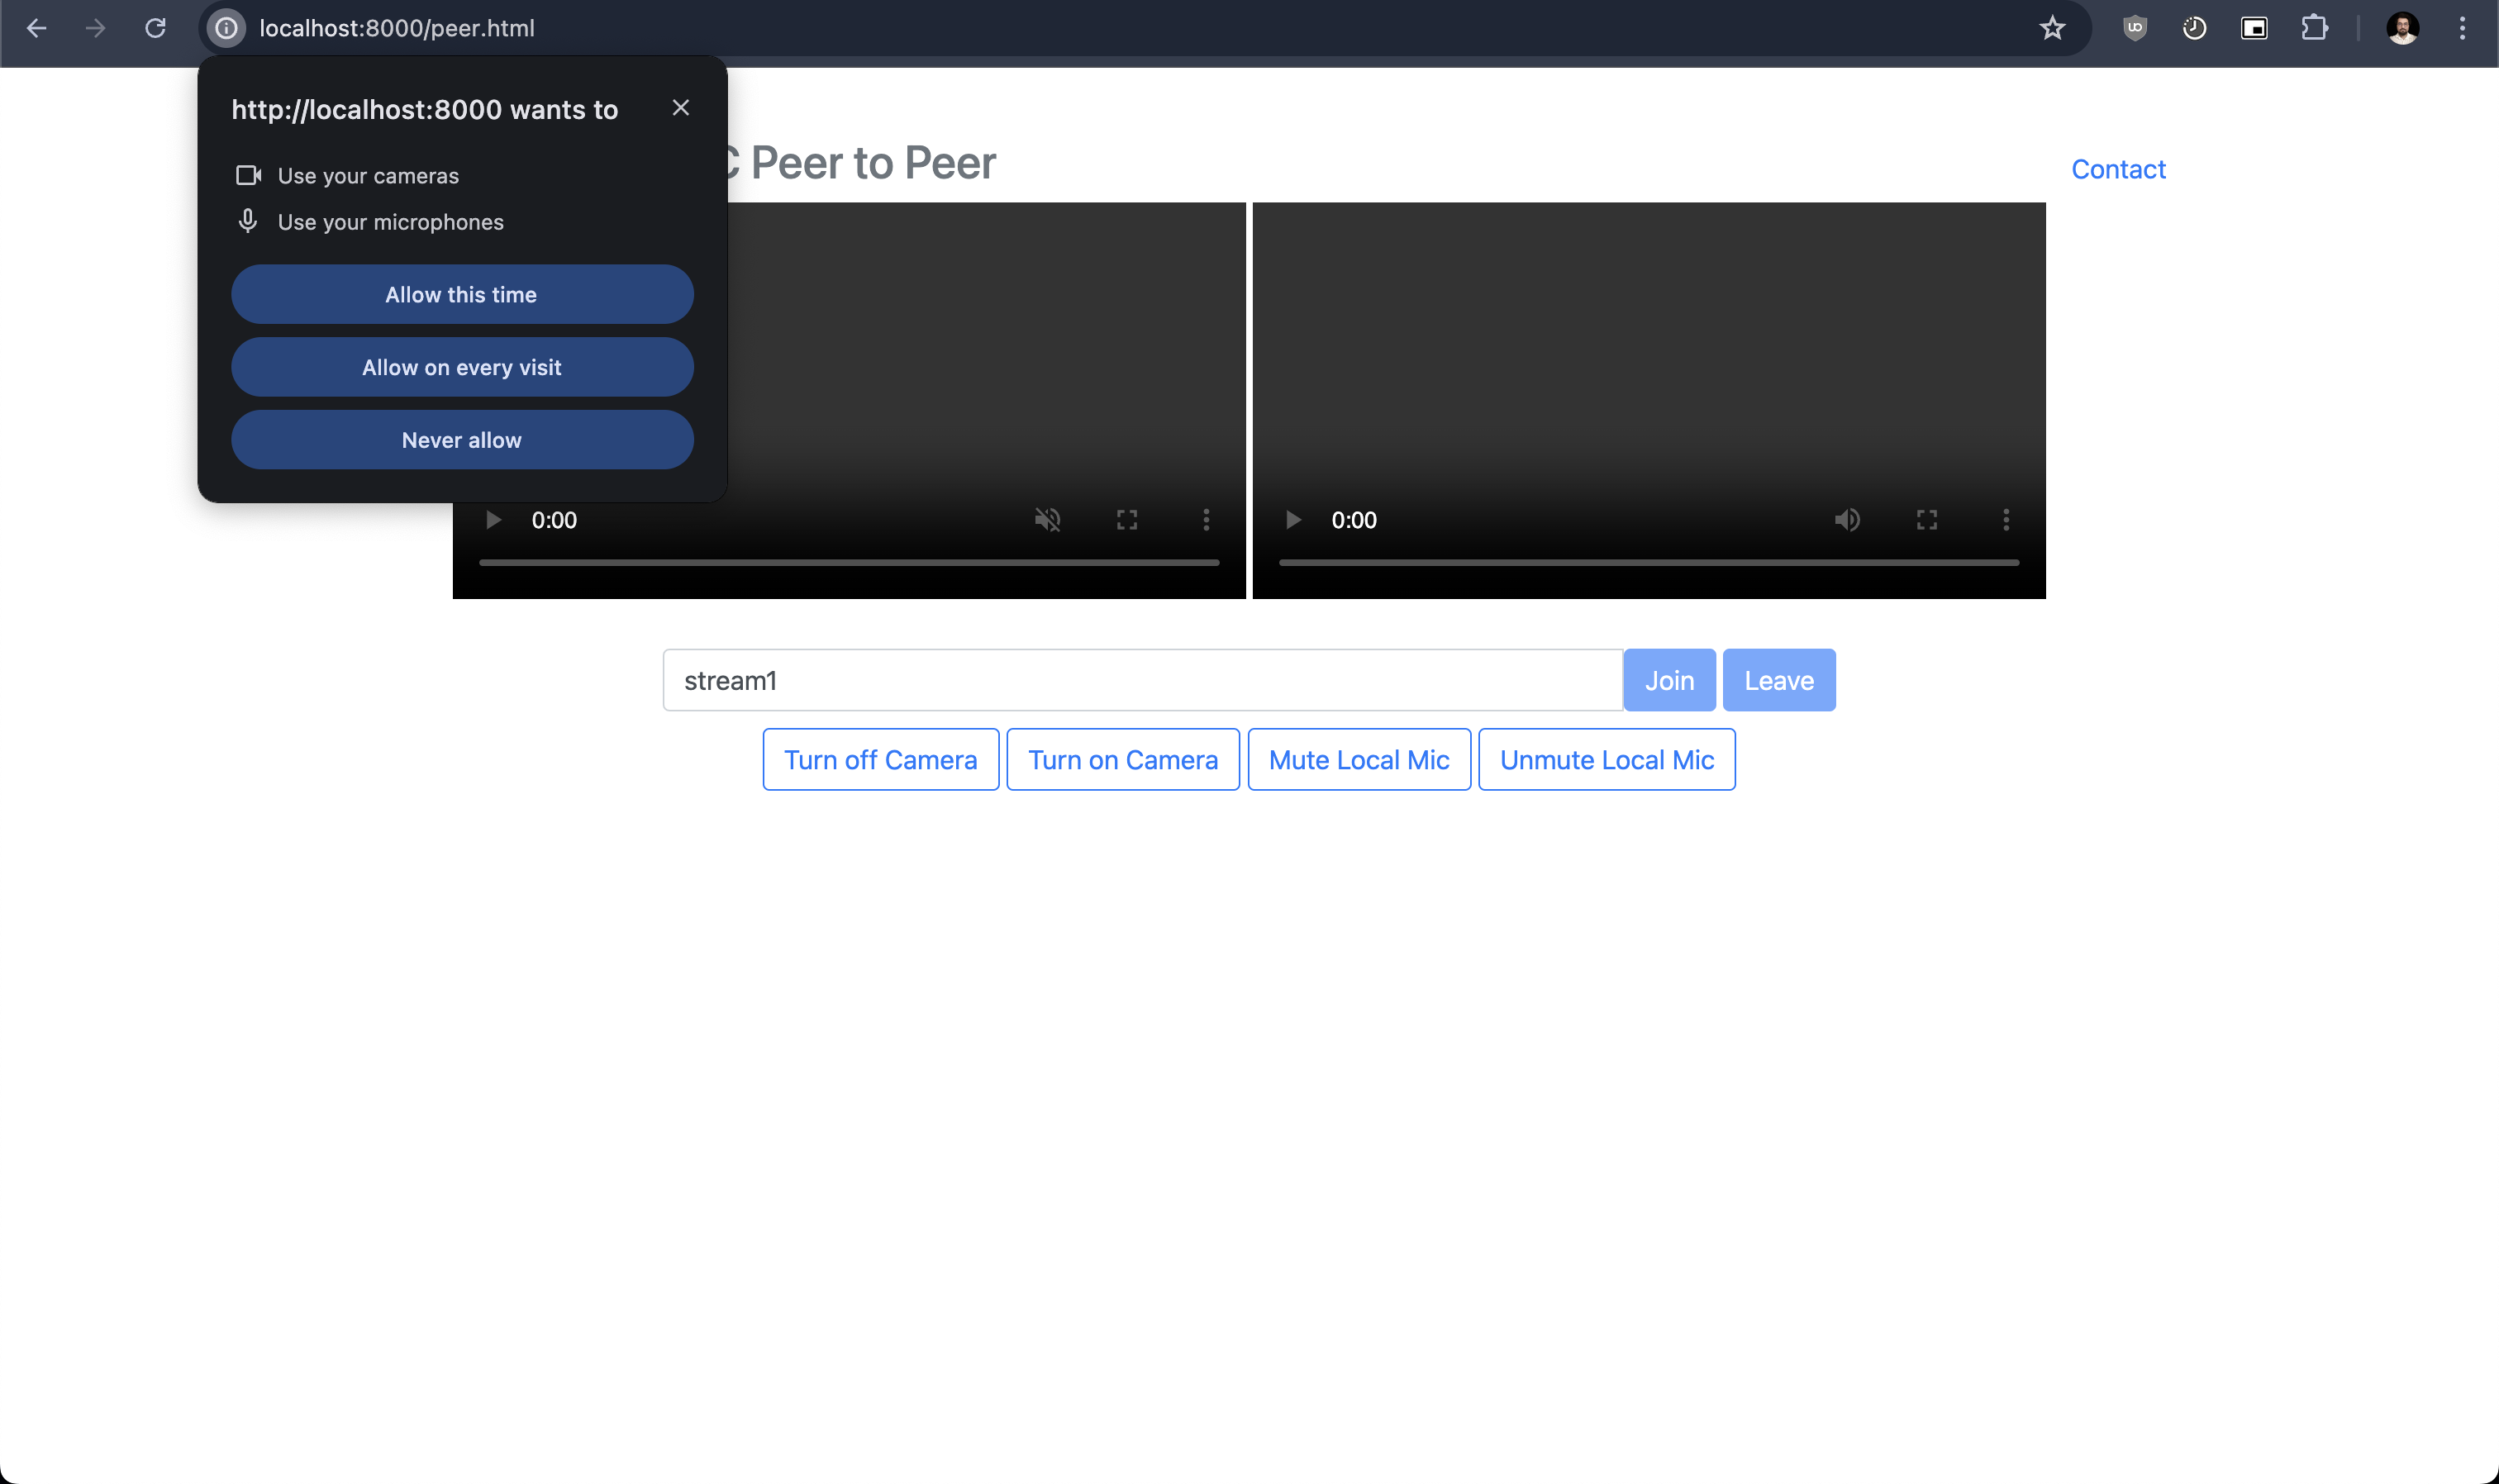 localhost:8000/peer.html
http://localhost:8000 wants to
Use your cameras
Use your microphones
Allow this time
Allow on every visit
Never allow
C Peer to Peer
Contact
0:00
0:00
stream1
Join
Leave
Turn off Camera
Turn on Camera
Mute Local Mic
Unmute Local Mic